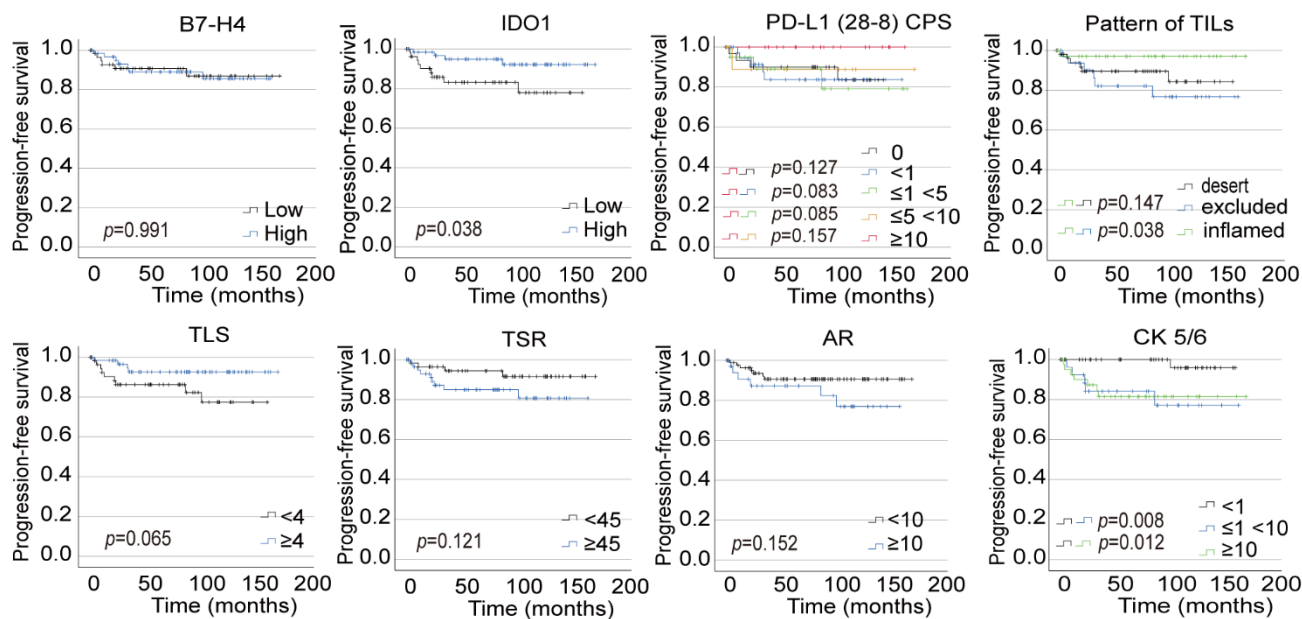 B7-H4
Progression-free survival
1.0
0.8
0.6
0.4
0.2
0.0
Low
High
p=0.991
0 50 100 150 200
Time (months)
IDO1
Progression-free survival
1.0
0.8
0.6
0.4
0.2
0.0
Low
High
p=0.038
0 50 100 150 200
Time (months)
PD-L1 (28-8) CPS
Progression-free survival
1.0
0.8
0.6
0.4
0.2
0.0
0
p=0.127
<1
p=0.083
≤1 <5
p=0.085
≤5 <10
p=0.157
≥10
0 50 100 150 200
Time (months)
Pattern of TILs
Progression-free survival
1.0
0.8
0.6
0.4
0.2
0.0
desert
p=0.147
excluded
p=0.038
inflamed
0 50 100 150 200
Time (months)
TLS
Progression-free survival
1.0
0.8
0.6
0.4
0.2
0.0
<4
≥4
p=0.065
0 50 100 150 200
Time (months)
TSR
Progression-free survival
1.0
0.8
0.6
0.4
0.2
0.0
<45
≥45
p=0.121
0 50 100 150 200
Time (months)
AR
Progression-free survival
1.0
0.8
0.6
0.4
0.2
0.0
<10
≥10
p=0.152
0 50 100 150 200
Time (months)
CK 5/6
Progression-free survival
1.0
0.8
0.6
0.4
0.2
0.0
<1
p=0.008
≤1 <10
p=0.012
≥10
0 50 100 150 200
Time (months)